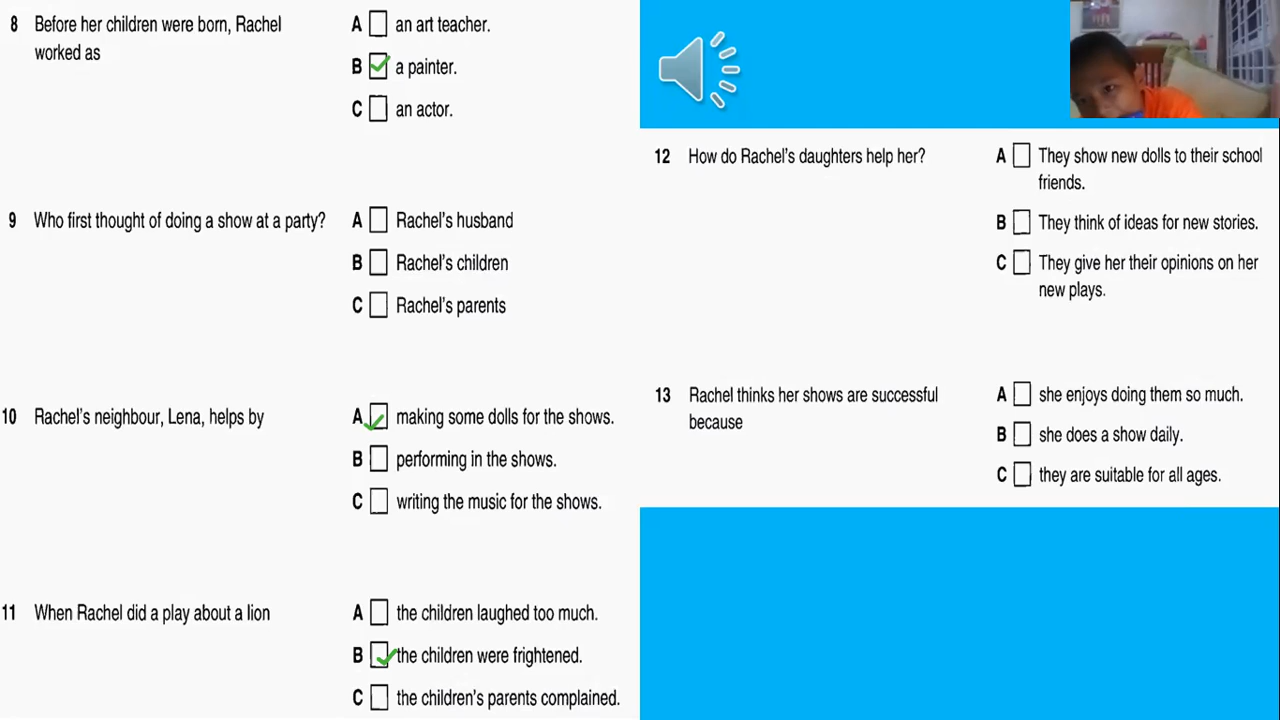 8 Before her children were born, Rachel
worked as
A an art teacher.
B a painter.
C an actor.
9 Who first thought of doing a show at a party?
A Rachel's husband
B Rachel's children
C Rachel's parents
10 Rachel's neighbour, Lena, helps by
A making some dolls for the shows.
B performing in the shows.
C writing the music for the shows.
11 When Rachel did a play about a lion
A the children laughed too much.
B the children were frightened.
C the children's parents complained.
12 How do Rachel's daughters help her?
A They show new dolls to their school
friends.
B They think of ideas for new stories.
C They give her their opinions on her
new plays.
13 Rachel thinks her shows are successful
because
A she enjoys doing them so much.
B she does a show daily.
C they are suitable for all ages.